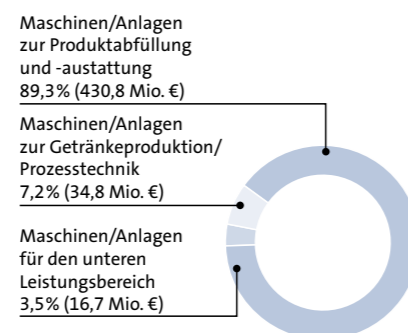 Maschinen/Anlagen
zur Produktabfüllung
und -austattung
89,3% (430,8 Mio. €)
Maschinen/Anlagen
zur Getränkeproduktion/
Prozesstechnik
7,2% (34,8 Mio. €)
Maschinen/Anlagen
für den unteren
Leistungsbereich
3,5% (16,7 Mio. €)